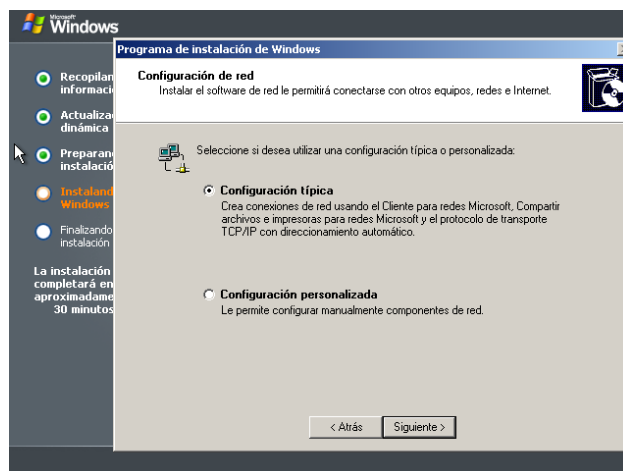 Microsoft
Windows
Programa de instalación de Windows
Configuración de red
Instalar el software de red le permitirá conectarse con otros equipos, redes e Internet.
Recopilan
informaci
Actualiza
dinámica
Preparan
instalació
Instaland
Windows
Finalizando
instalación
La instalación
completará en
aproximadame
30 minutos
Seleccione si desea utilizar una configuración típica o personalizada:
Configuración típica
Crea conexiones de red usando el Cliente para redes Microsoft, Compartir
archivos e impresoras para redes Microsoft y el protocolo de transporte
TCP/IP con direccionamiento automático.
Configuración personalizada
Le permite configurar manualmente componentes de red.
< Atrás
Siguiente >